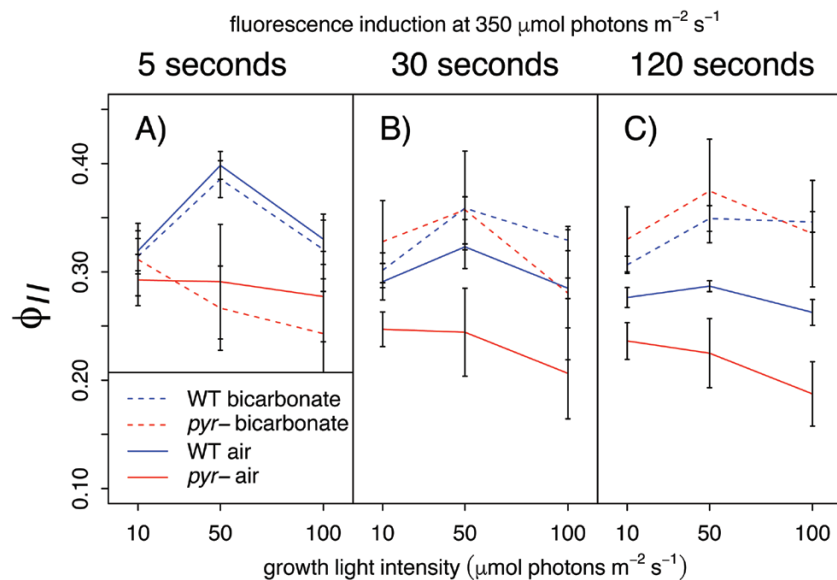 fluorescence induction at 350 μmol photons m⁻² s⁻¹
5 seconds 30 seconds 120 seconds
A) B) C)
0.40
0.30
0.20
0.10
ϕII
WT bicarbonate
pyr– bicarbonate
WT air
pyr– air
10 50 100 10 50 100 10 50 100
growth light intensity (μmol photons m⁻² s⁻¹)